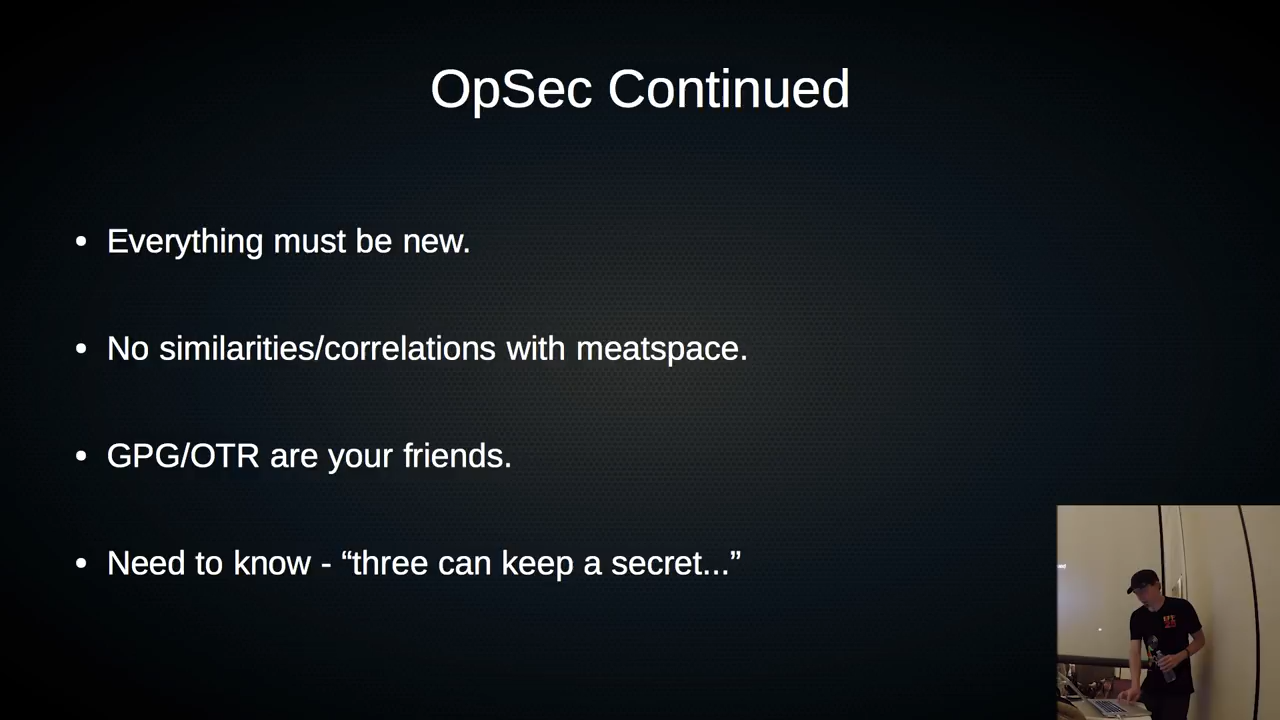 OpSec Continued
• Everything must be new.
• No similarities/correlations with meatspace.
• GPG/OTR are your friends.
• Need to know - “three can keep a secret...”